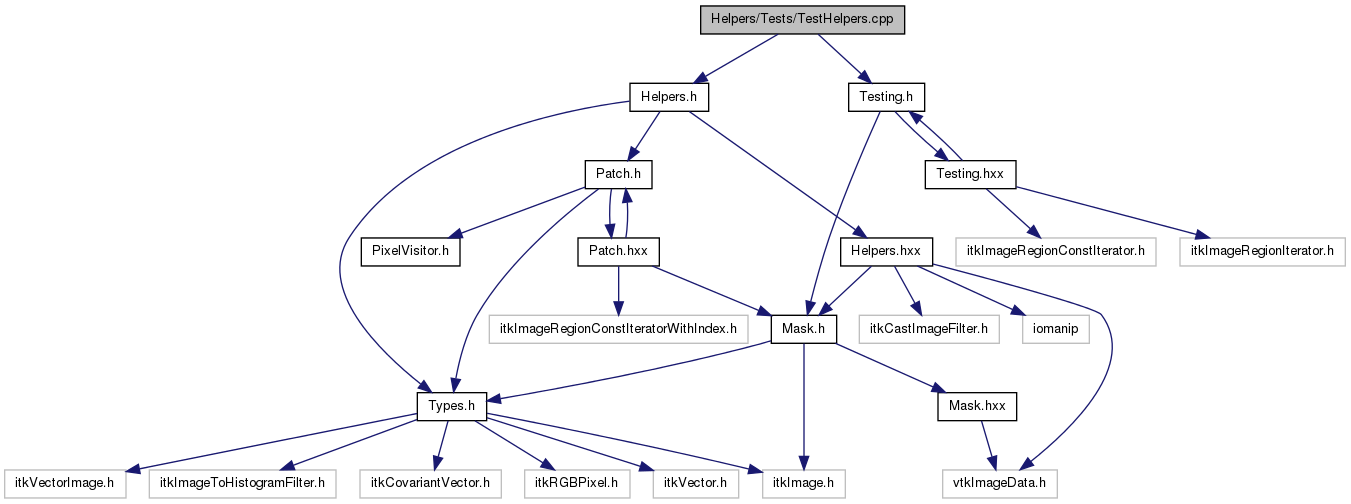 Helpers/Tests/TestHelpers.cpp
Helpers.h
Testing.h
Patch.h
Testing.hxx
PixelVisitor.h
Patch.hxx
Helpers.hxx
itkImageRegionConstIterator.h
itkImageRegionIterator.h
itkImageRegionConstIteratorWithIndex.h
Mask.h
itkCastImageFilter.h
iomanip
Types.h
Mask.hxx
itkVectorImage.h
itkImageToHistogramFilter.h
itkCovariantVector.h
itkRGBPixel.h
itkVector.h
itkImage.h
vtkImageData.h